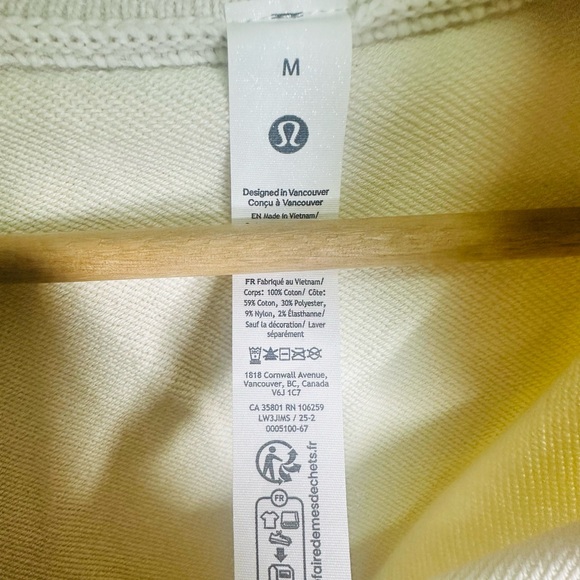 M
Designed in Vancouver
Conçu à Vancouver
EN Made in Vietnam/
FR Fabriqué au Vietnam/
Corps: 100% Coton/ Côte:
59% Coton, 30% Polyester,
9% Nylon, 2% Élasthanne/
Sauf la décoration/ Laver
séparément
1818 Cornwall Avenue,
Vancouver, BC, Canada
V6J 1C7
CA 35801 RN 106259
LW3JIMS / 25-2
0005100-67
FR
fairedemesdechets.fr